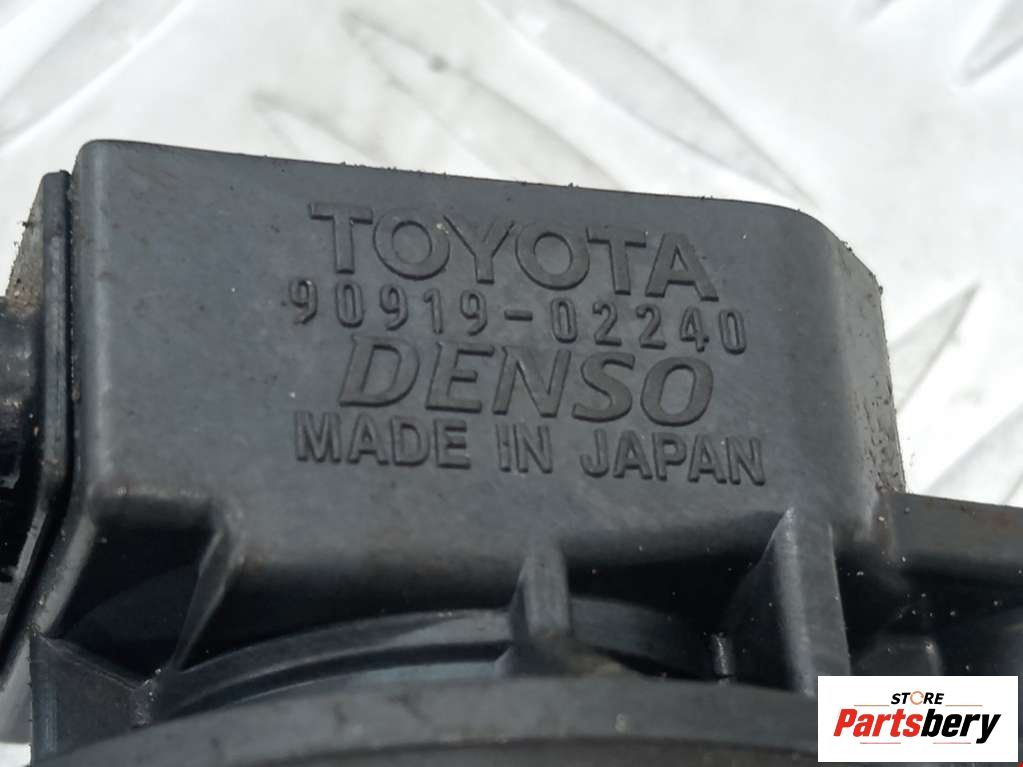 TOYOTA
90919-02240
DENSO
MADE IN JAPAN
STORE
Partsbery